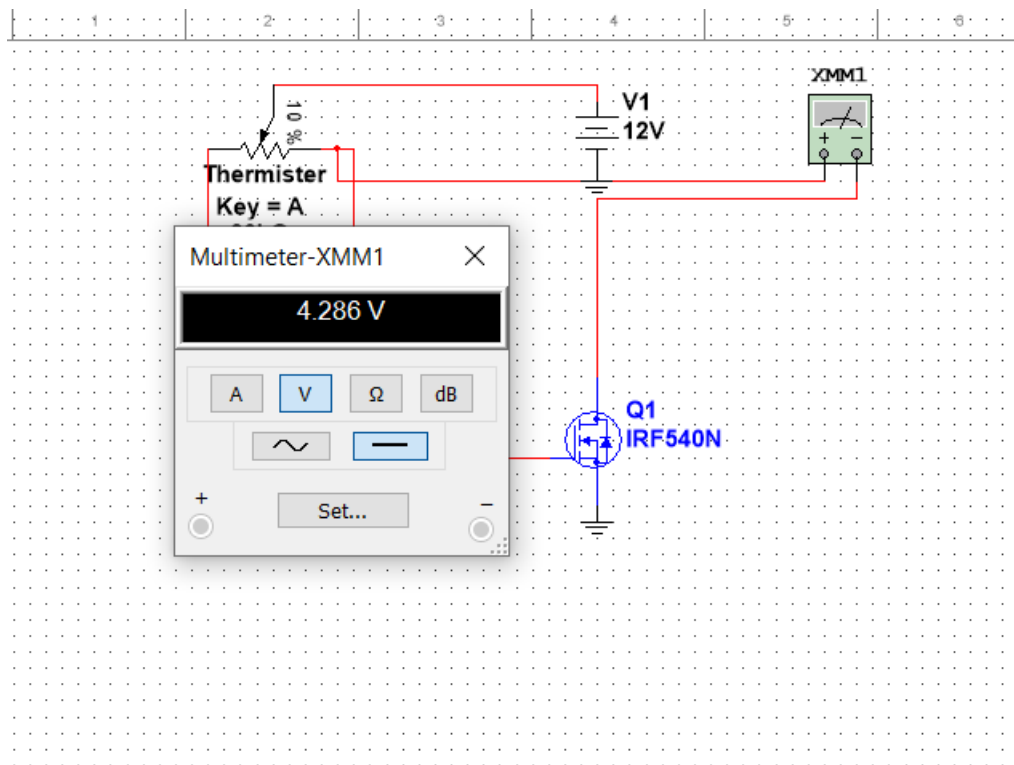 1 2 3 4 5 6
XMM1
10 %
V1
12V
+ −
Thermister
Key = A
Multimeter-XMM1
4.286 V
A V Ω dB
Q1
IRF540N
+ −
Set...